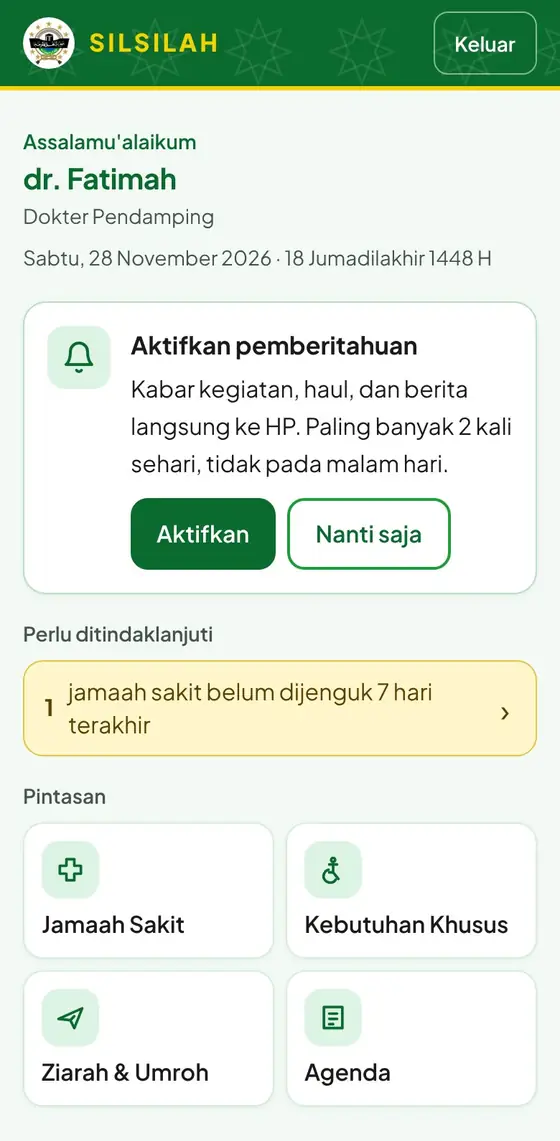 SILSILAH
Keluar
Assalamu'alaikum
dr. Fatimah
Dokter Pendamping
Sabtu, 28 November 2026 · 18 Jumadilakhir 1448 H
Aktifkan pemberitahuan
Kabar kegiatan, haul, dan berita
langsung ke HP. Paling banyak 2 kali
sehari, tidak pada malam hari.
Aktifkan
Nanti saja
Perlu ditindaklanjuti
1 jamaah sakit belum dijenguk 7 hari
terakhir
Pintasan
Jamaah Sakit
Kebutuhan Khusus
Ziarah & Umroh
Agenda